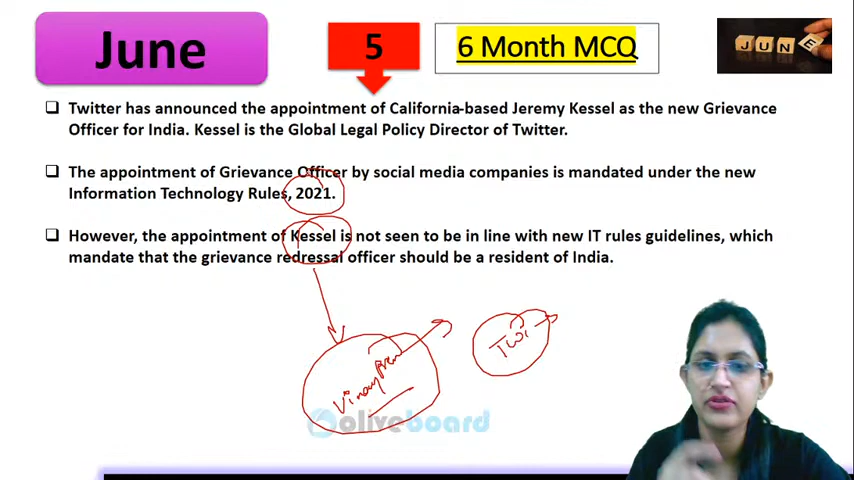 June
5
6 Month MCQ
JUNE
Twitter has announced the appointment of California-based Jeremy Kessel as the new Grievance
Officer for India. Kessel is the Global Legal Policy Director of Twitter.
The appointment of Grievance Officer by social media companies is mandated under the new
Information Technology Rules, 2021.
However, the appointment of Kessel is not seen to be in line with new IT rules guidelines, which
mandate that the grievance redressal officer should be a resident of India.
Twi
Vinay
oliveboard